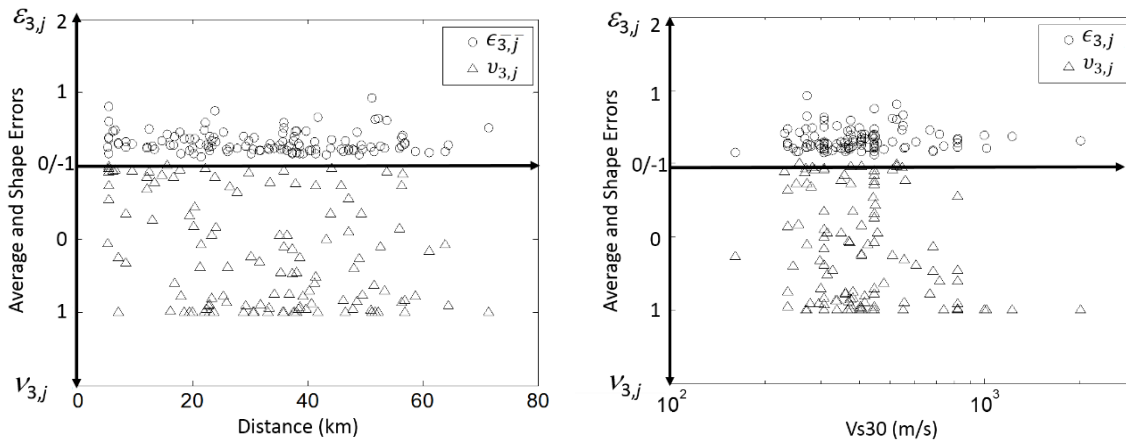 ε3,j
2
1
0/-1
0
1
ν3,j
Average and Shape Errors
ϵ3,j
υ3,j
0 20 40 60 80
Distance (km)
ε3,j
2
1
0/-1
0
1
ν3,j
Average and Shape Errors
ϵ3,j
υ3,j
10² 10³
Vs30 (m/s)